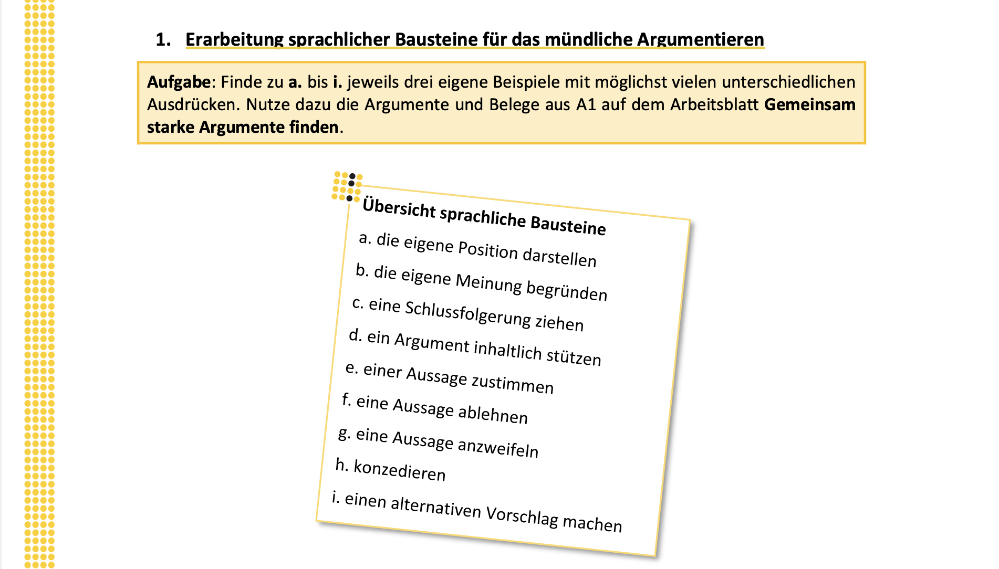 1. Erarbeitung sprachlicher Bausteine für das mündliche Argumentieren
Aufgabe: Finde zu a. bis i. jeweils drei eigene Beispiele mit möglichst vielen unterschiedlichen
Ausdrücken. Nutze dazu die Argumente und Belege aus A1 auf dem Arbeitsblatt Gemeinsam
starke Argumente finden.
Übersicht sprachliche Bausteine
a. die eigene Position darstellen
b. die eigene Meinung begründen
c. eine Schlussfolgerung ziehen
d. ein Argument inhaltlich stützen
e. einer Aussage zustimmen
f. eine Aussage ablehnen
g. eine Aussage anzweifeln
h. konzedieren
i. einen alternativen Vorschlag machen